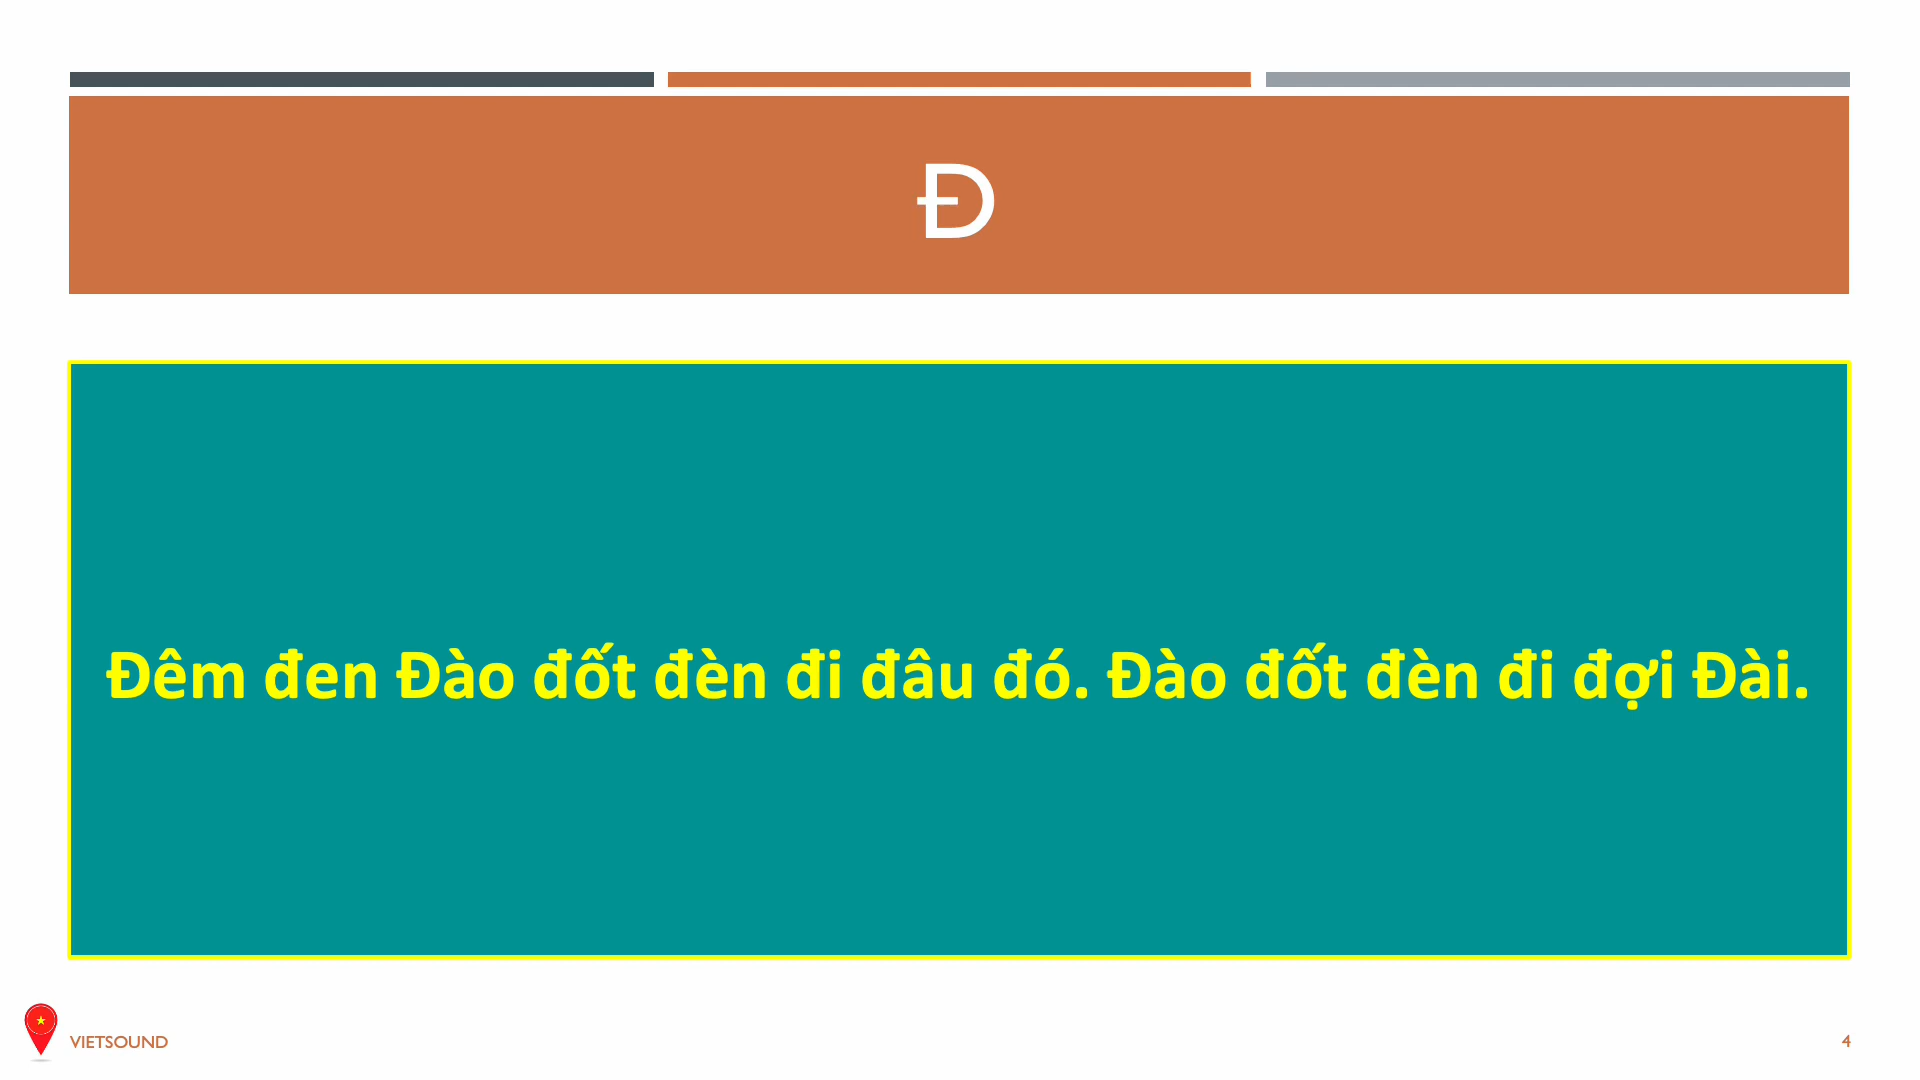 Đ
Đêm đen Đào đốt đèn đi đâu đó. Đào đốt đèn đi đợi Đài.
VIETSOUND
4